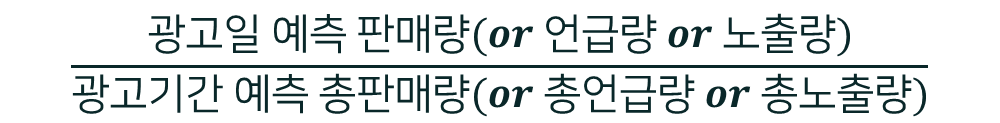 광고일 예측 판매량(or 언급량 or 노출량)
광고기간 예측 총판매량(or 총언급량 or 총노출량)